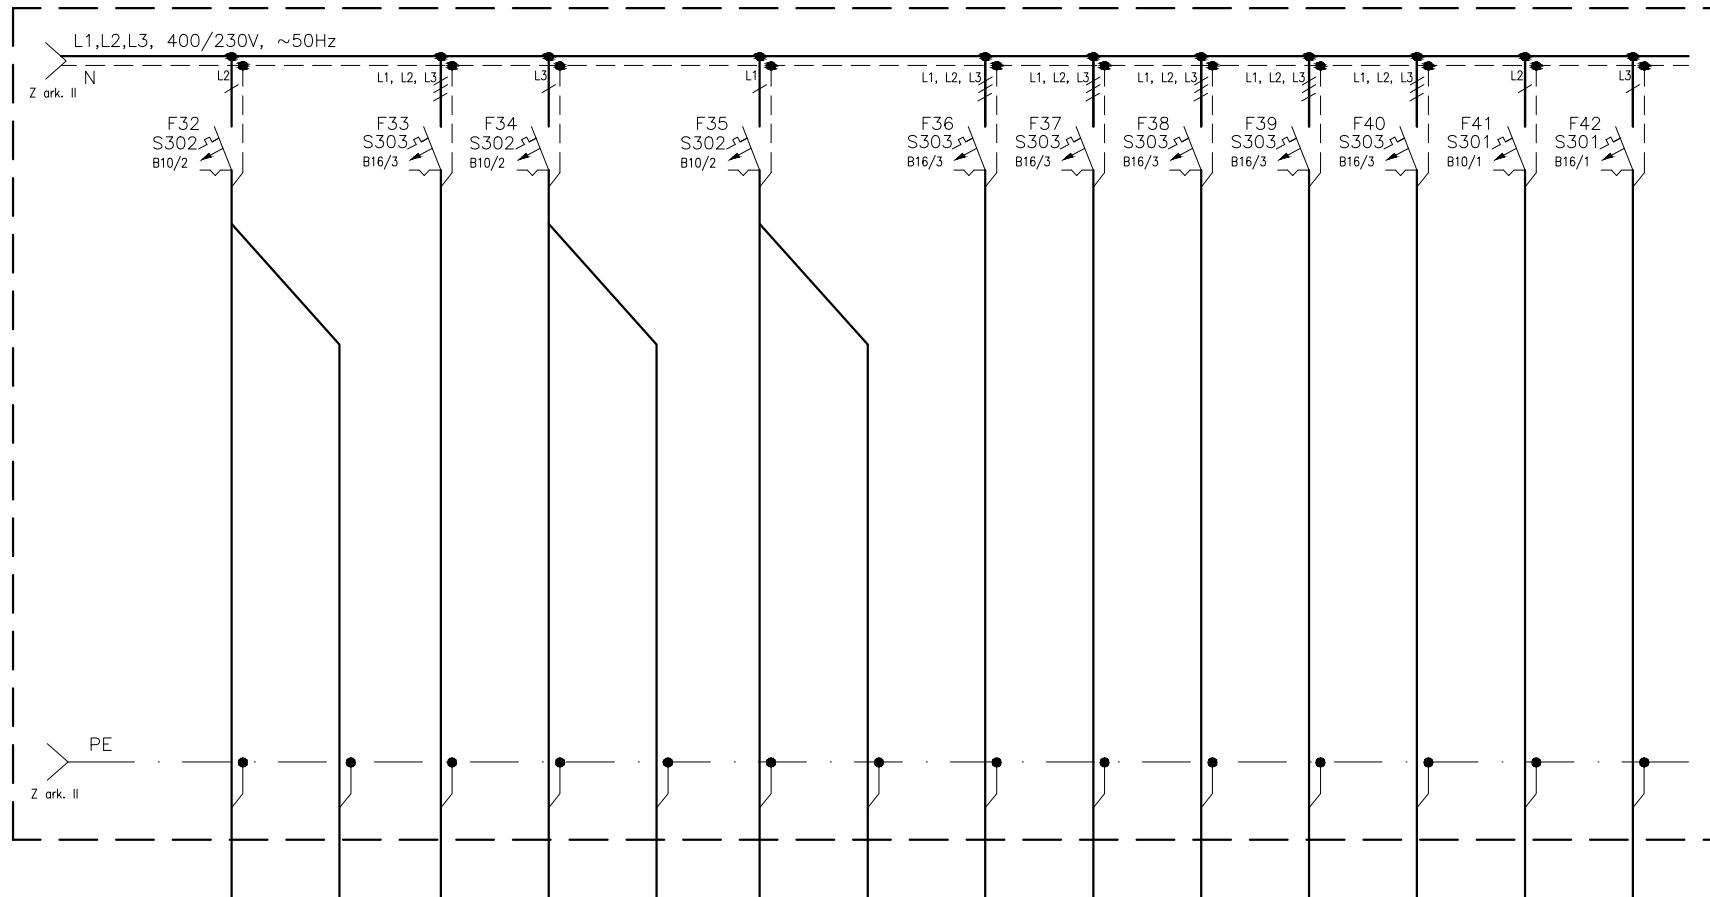 L1,L2,L3, 400/230V, ~50Hz
N
Z ark. II
L2
L1, L2, L3
L3
L1
L1, L2, L3
L1, L2, L3
L1, L2, L3
L1, L2, L3
L1, L2, L3
L2
L3
F32
S302
B10/2
F33
S303
B16/3
F34
S302
B10/2
F35
S302
B10/2
F36
S303
B16/3
F37
S303
B16/3
F38
S303
B16/3
F39
S303
B16/3
F40
S303
B16/3
F41
S301
B10/1
F42
S301
B16/1
PE
Z ark. II